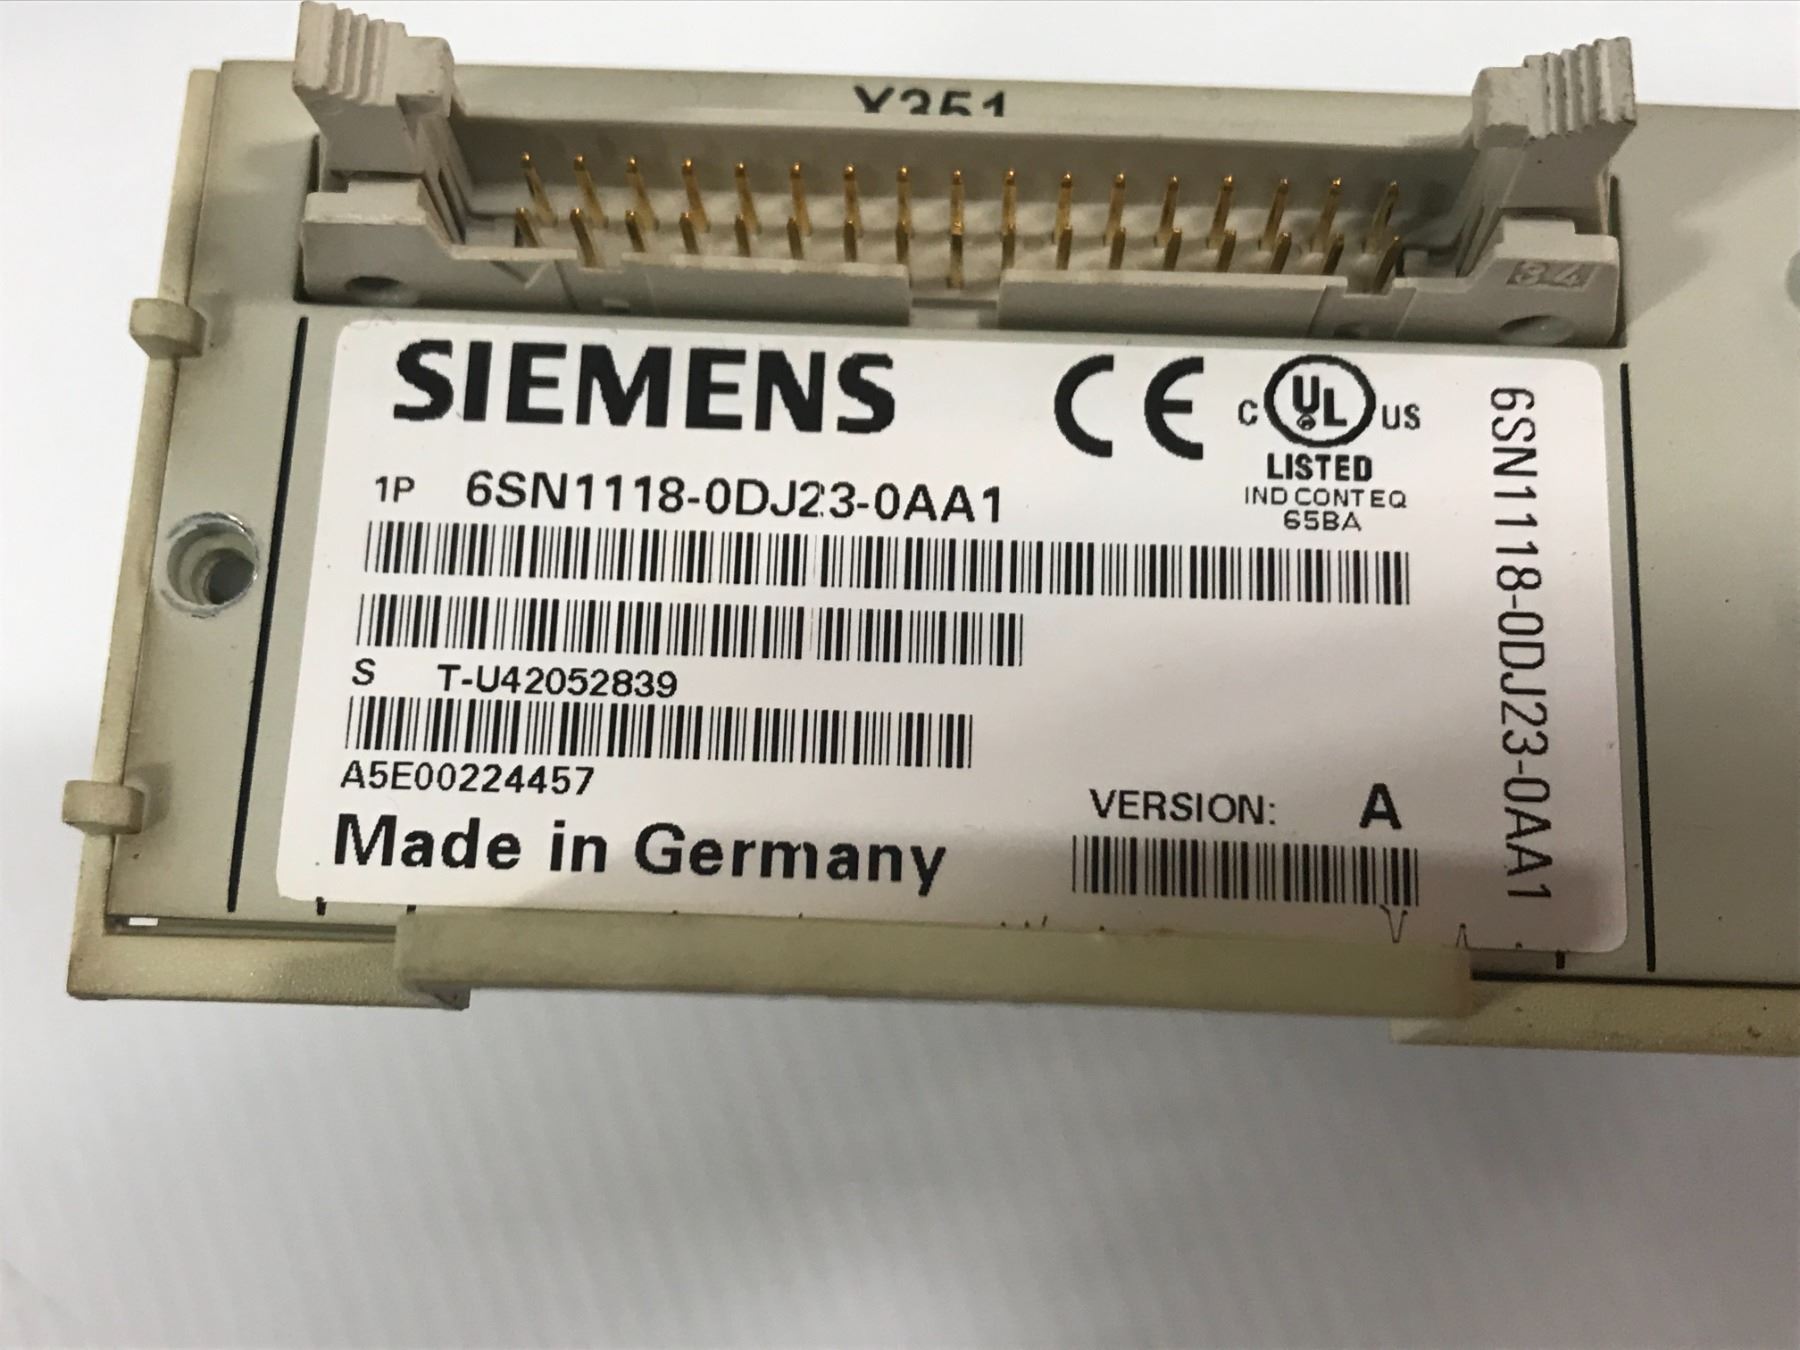 X351
34
SIEMENS
CE
C UL US
LISTED
IND CONT EQ
65BA
1P 6SN1118-0DJ23-0AA1
S T-U42052839
A5E00224457
Made in Germany
VERSION: A
6SN1118-0DJ23-0AA1